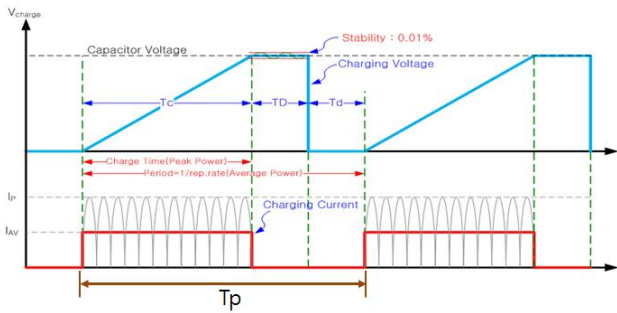 Vcharge
Stability : 0.01%
Capacitor Voltage
Charging Voltage
Tc
TD
Td
Charge Time(Peak Power)
Period=1/rep.rate(Average Power)
IP
Charging Current
IAV
Tp